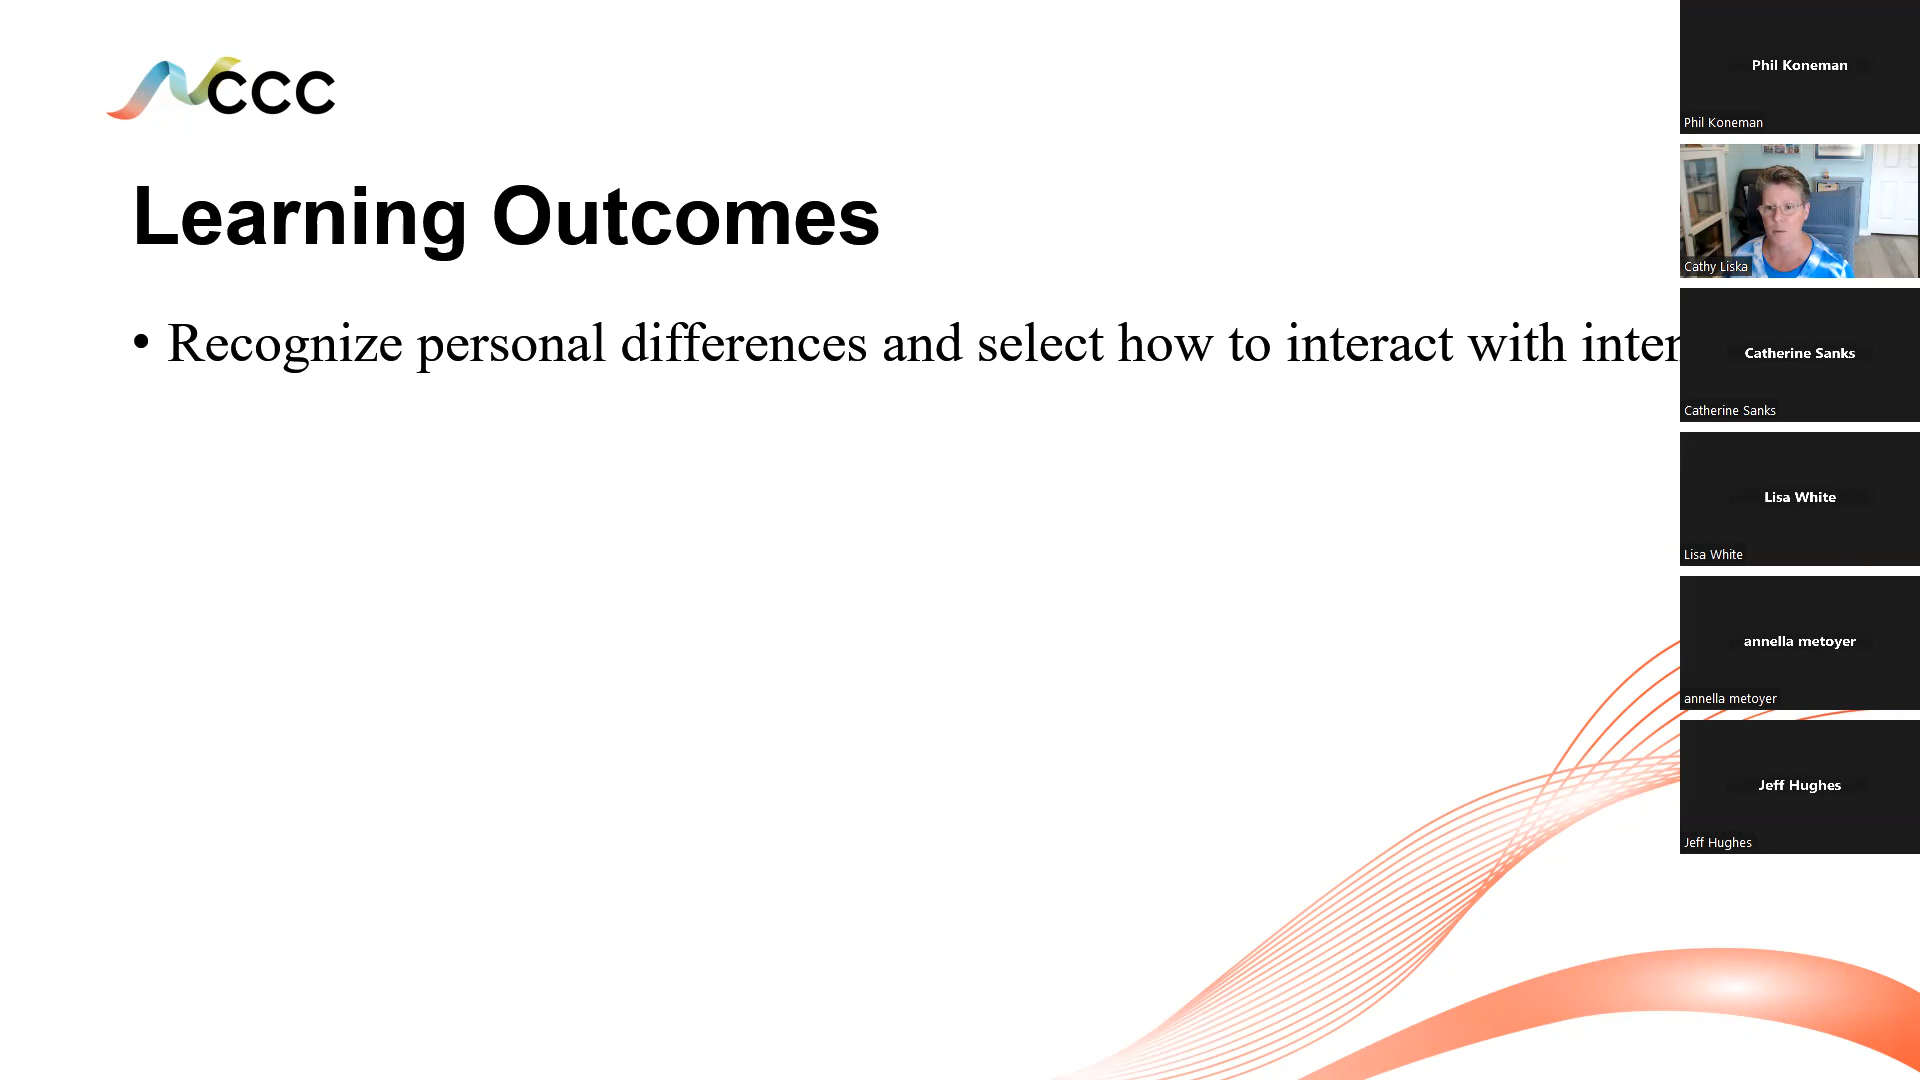 NCCC
Learning Outcomes
• Recognize personal differences and select how to interact with inter
Phil Koneman
Phil Koneman
Cathy Liska
Catherine Sanks
Catherine Sanks
Lisa White
Lisa White
annella metoyer
annella metoyer
Jeff Hughes
Jeff Hughes